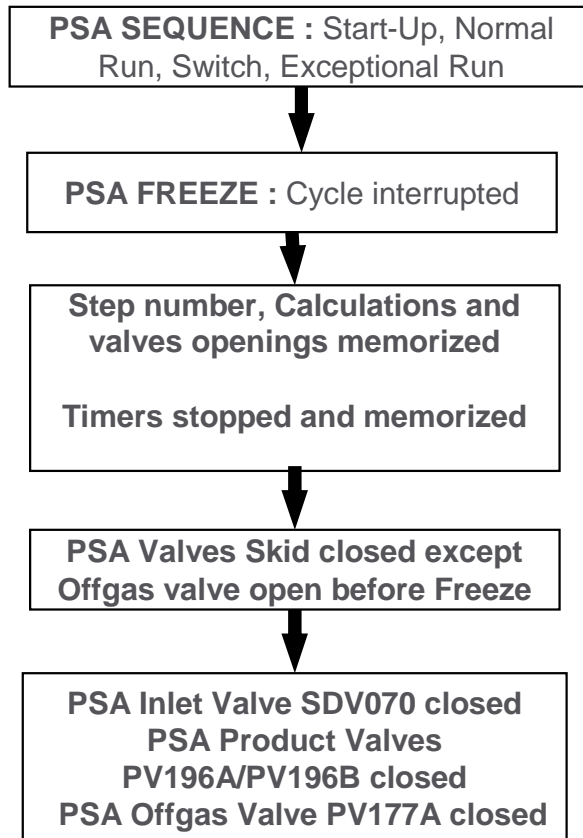 PSA SEQUENCE : Start-Up, Normal
Run, Switch, Exceptional Run
PSA FREEZE : Cycle interrupted
Step number, Calculations and
valves openings memorized
Timers stopped and memorized
PSA Valves Skid closed except
Offgas valve open before Freeze
PSA Inlet Valve SDV070 closed
PSA Product Valves
PV196A/PV196B closed
PSA Offgas Valve PV177A closed